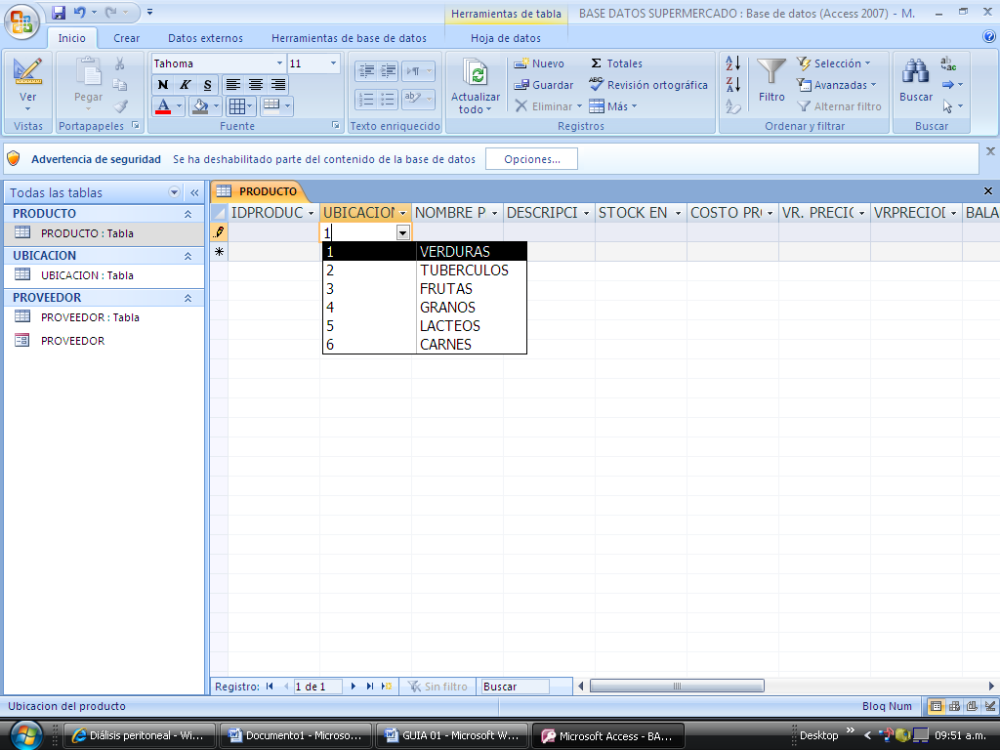 Herramientas de tabla
BASE DATOS SUPERMERCADO : Base de datos (Access 2007) - M.
Inicio Crear Datos externos Herramientas de base de datos Hoja de datos
Ver
Vistas
Pegar
Portapapeles
Tahoma 11
N K S
A
Fuente
Texto enriquecido
Actualizar
todo
Nuevo
Guardar
Eliminar
Σ Totales
Revisión ortográfica
Más
Registros
Filtro
Selección
Avanzadas
Alternar filtro
Ordenar y filtrar
Buscar
Buscar
Advertencia de seguridad Se ha deshabilitado parte del contenido de la base de datos Opciones...
Todas las tablas
PRODUCTO
PRODUCTO : Tabla
UBICACION
UBICACION : Tabla
PROVEEDOR
PROVEEDOR : Tabla
PROVEEDOR
PRODUCTO
IDPRODUC UBICACION NOMBRE P DESCRIPCI STOCK EN COSTO PR VR. PRECIC VRPRECIO BALA
1
1 VERDURAS
2 TUBERCULOS
3 FRUTAS
4 GRANOS
5 LACTEOS
6 CARNES
Registro: 1 de 1 Sin filtro Buscar
Ubicacion del producto Bloq Num
Diálisis peritoneal - Wi... Documento1 - Microso... GUIA 01 - Microsoft W... Microsoft Access - BA... Desktop 09:51 a.m.